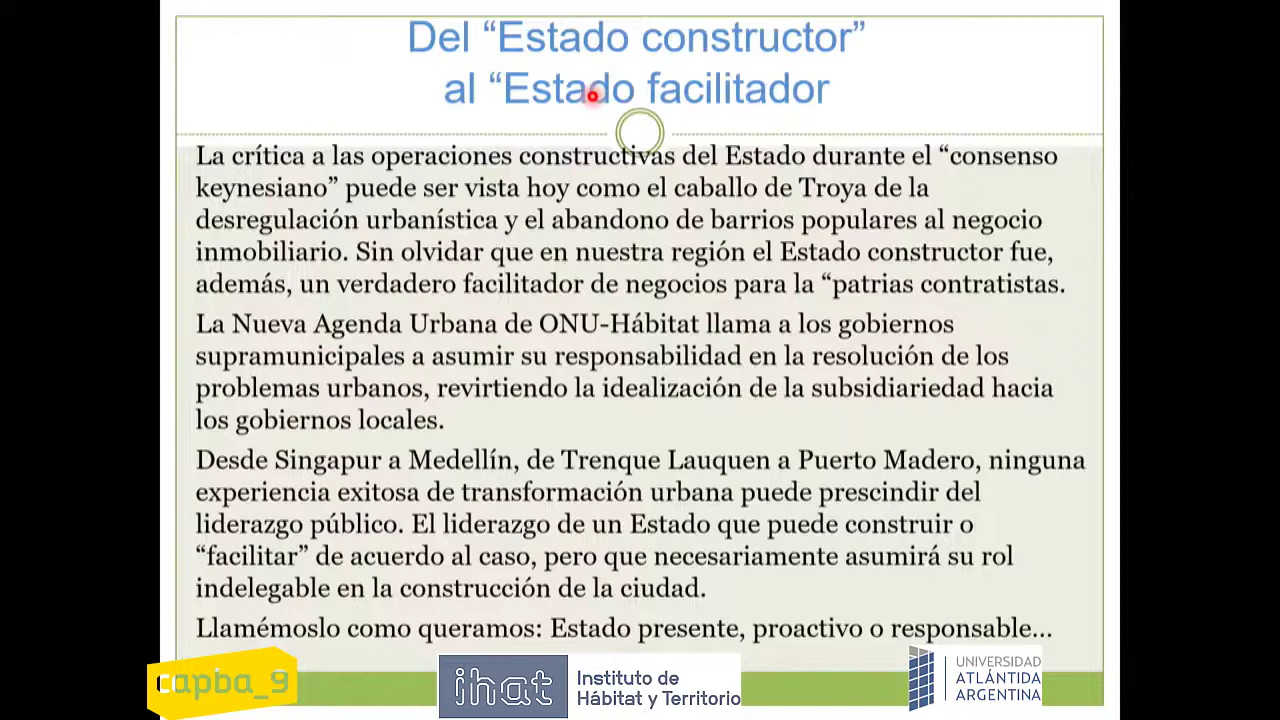 Del “Estado constructor”
al “Estado facilitador
La crítica a las operaciones constructivas del Estado durante el “consenso
keynesiano” puede ser vista hoy como el caballo de Troya de la
desregulación urbanística y el abandono de barrios populares al negocio
inmobiliario. Sin olvidar que en nuestra región el Estado constructor fue,
además, un verdadero facilitador de negocios para la “patrias contratistas.
La Nueva Agenda Urbana de ONU-Hábitat llama a los gobiernos
supramunicipales a asumir su responsabilidad en la resolución de los
problemas urbanos, revirtiendo la idealización de la subsidiariedad hacia
los gobiernos locales.
Desde Singapur a Medellín, de Trenque Lauquen a Puerto Madero, ninguna
experiencia exitosa de transformación urbana puede prescindir del
liderazgo público. El liderazgo de un Estado que puede construir o
“facilitar” de acuerdo al caso, pero que necesariamente asumirá su rol
indelegable en la construcción de la ciudad.
Llamémoslo como queramos: Estado presente, proactivo o responsable...
capba_9
ihat
Instituto de
Hábitat y Territorio
UNIVERSIDAD
ATLÁNTIDA
ARGENTINA